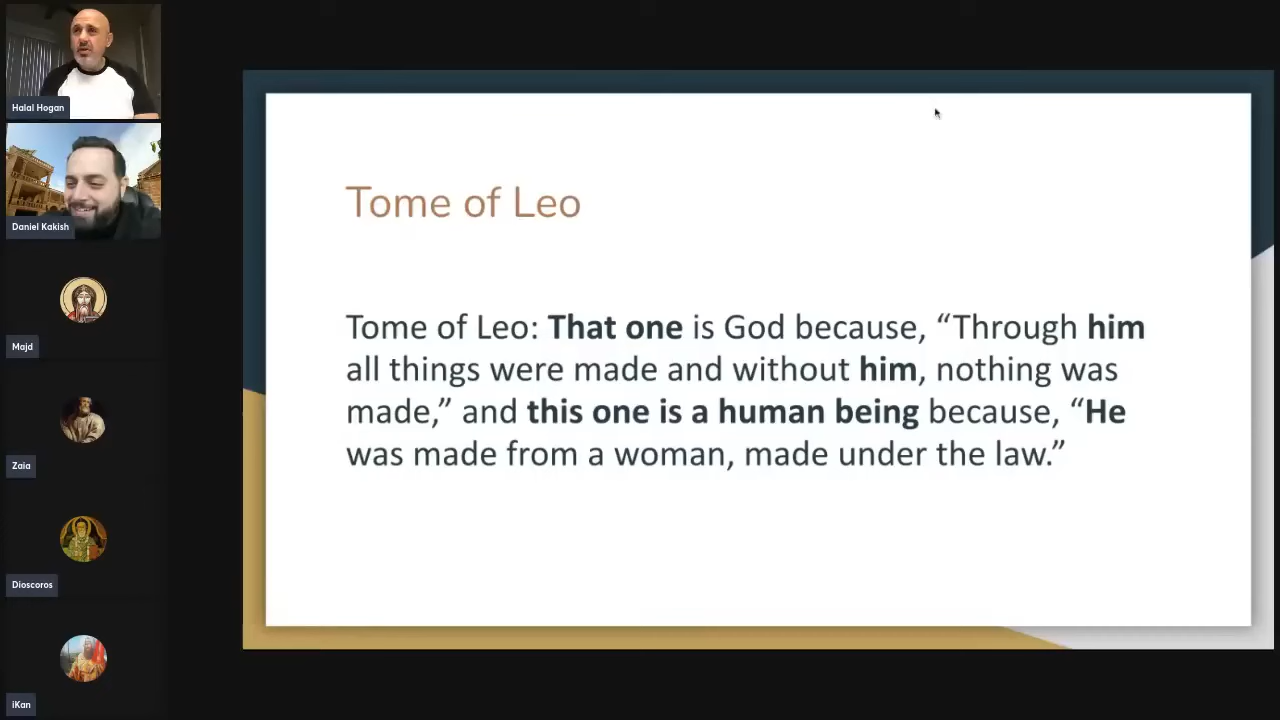 Halal Hogan
Daniel Kakish
Majd
Zaia
Dioscoros
iKan
Tome of Leo
Tome of Leo: That one is God because, “Through him
all things were made and without him, nothing was
made,” and this one is a human being because, “He
was made from a woman, made under the law.”